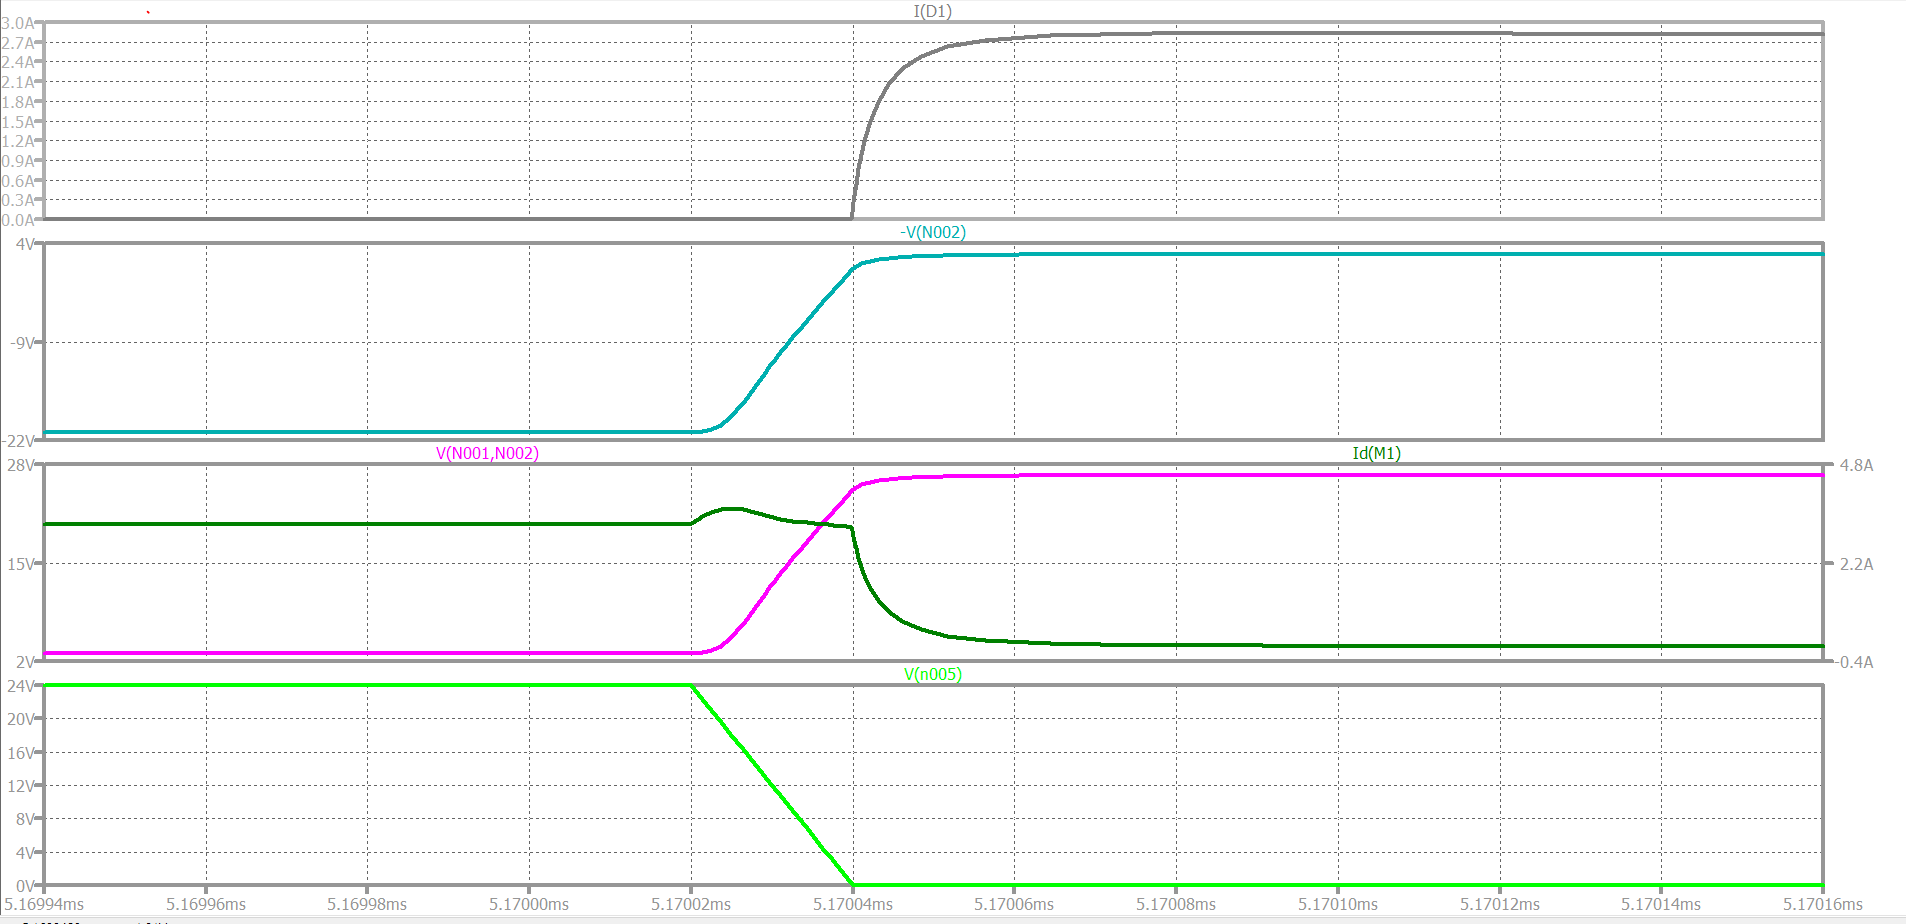 I(D1)
3.0A
2.7A
2.4A
2.1A
1.8A
1.5A
1.2A
0.9A
0.6A
0.3A
0.0A
-V(N002)
4V
-9V
-22V
V(N001,N002) Id(M1)
28V 4.8A
15V 2.2A
2V -0.4A
V(n005)
24V
20V
16V
12V
8V
4V
0V
5.16994ms 5.16996ms 5.16998ms 5.17000ms 5.17002ms 5.17004ms 5.17006ms 5.17008ms 5.17010ms 5.17012ms 5.17014ms 5.17016ms